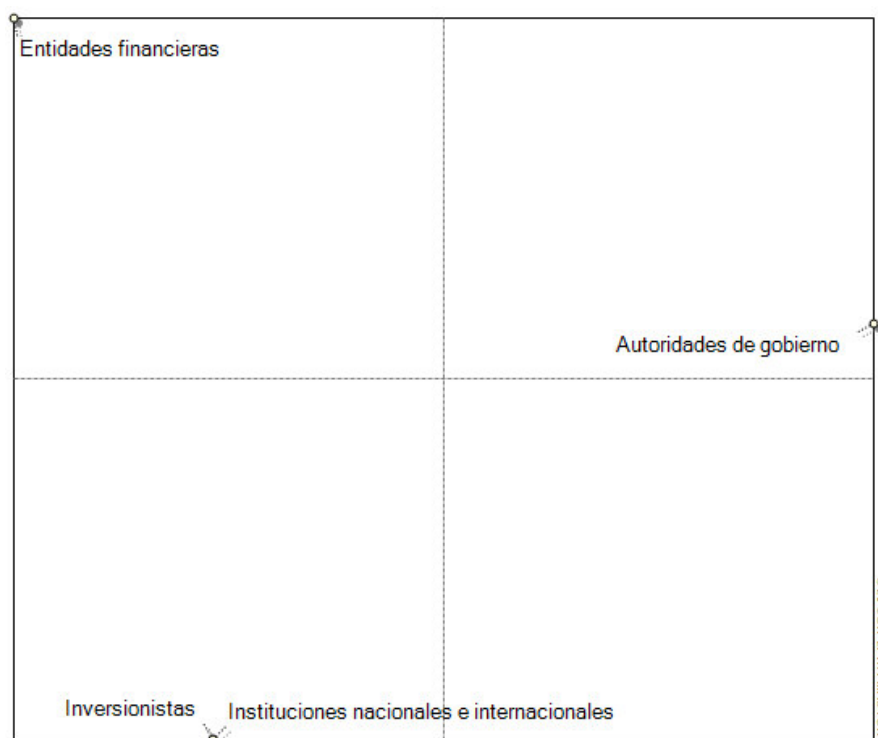 Entidades financieras
Autoridades de gobierno
Inversionistas
Instituciones nacionales e internacionales